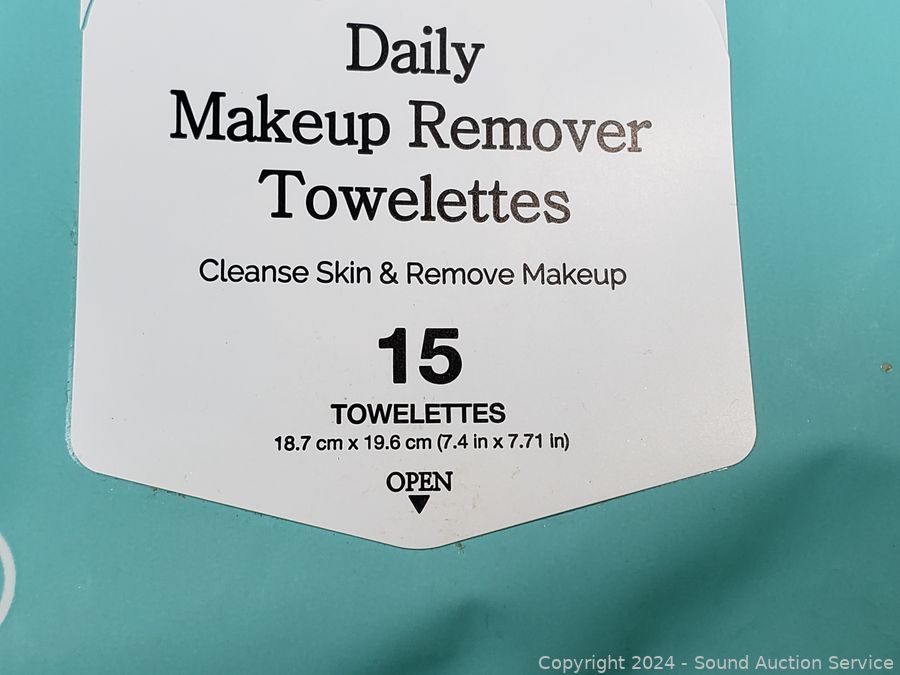 Daily
Makeup Remover
Towelettes
Cleanse Skin & Remove Makeup
15
TOWELETTES
18.7 cm x 19.6 cm (7.4 in x 7.71 in)
OPEN
Copyright 2024 - Sound Auction Service